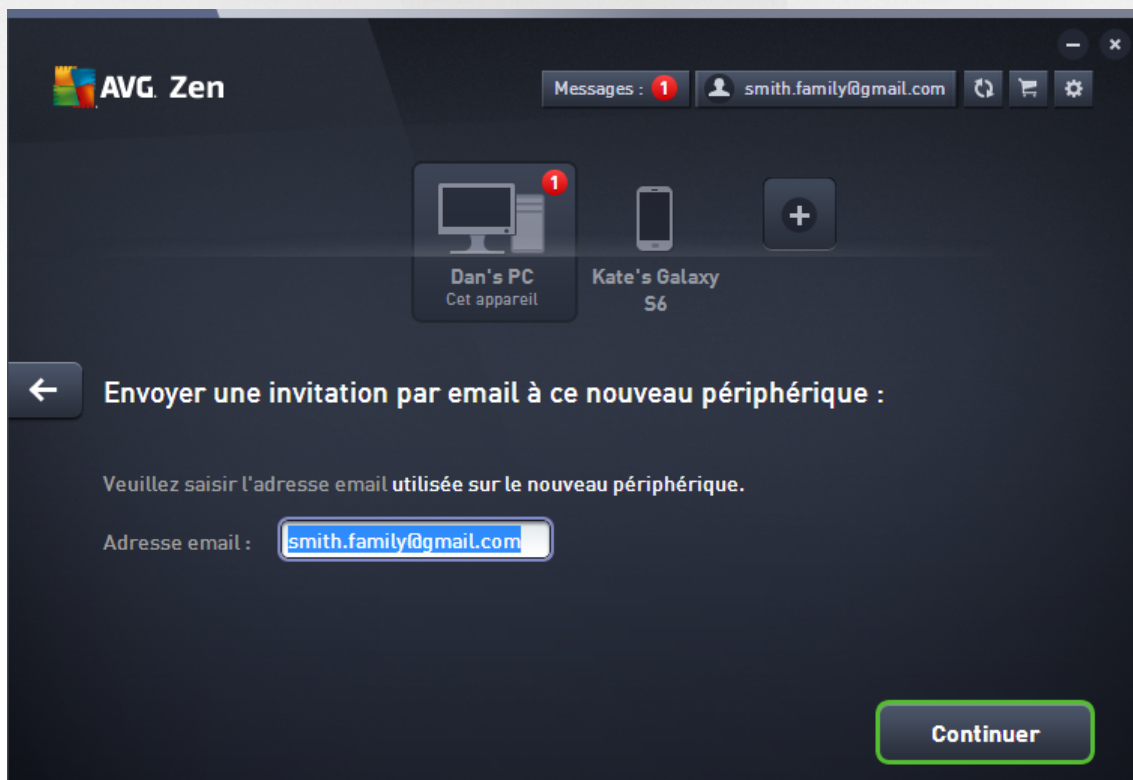 AVG. Zen
Messages : 1
smith.family@gmail.com
1
Dan's PC
Cet appareil
Kate's Galaxy
S6
Envoyer une invitation par email à ce nouveau périphérique :
Veuillez saisir l'adresse email utilisée sur le nouveau périphérique.
Adresse email : smith.family@gmail.com
Continuer